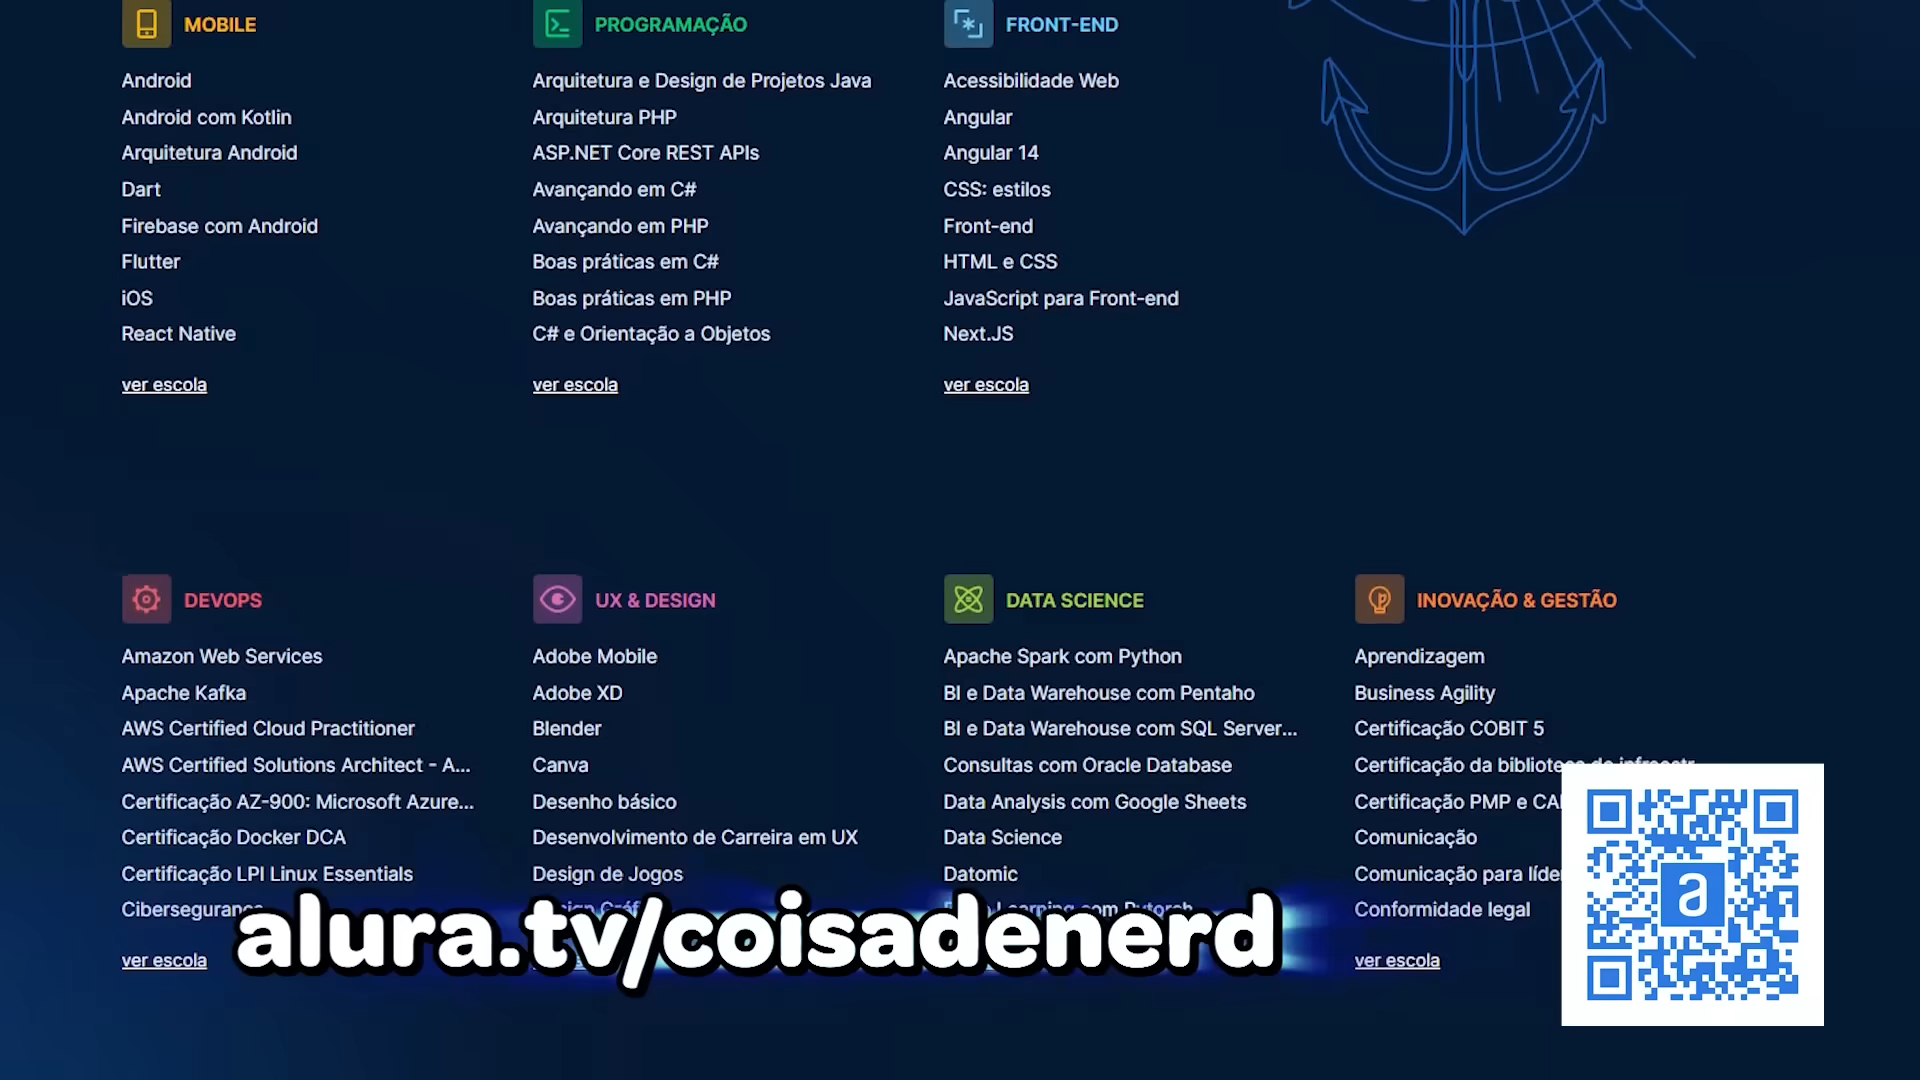 MOBILE
Android
Android com Kotlin
Arquitetura Android
Dart
Firebase com Android
Flutter
iOS
React Native
ver escola
PROGRAMAÇÃO
Arquitetura e Design de Projetos Java
Arquitetura PHP
ASP.NET Core REST APIs
Avançando em C#
Avançando em PHP
Boas práticas em C#
Boas práticas em PHP
C# e Orientação a Objetos
ver escola
FRONT-END
Acessibilidade Web
Angular
Angular 14
CSS: estilos
Front-end
HTML e CSS
JavaScript para Front-end
Next.JS
ver escola
DEVOPS
Amazon Web Services
Apache Kafka
AWS Certified Cloud Practitioner
AWS Certified Solutions Architect - A...
Certificação AZ-900: Microsoft Azure...
Certificação Docker DCA
Certificação LPI Linux Essentials
ver escola
UX & DESIGN
Adobe Mobile
Adobe XD
Blender
Canva
Desenho básico
Desenvolvimento de Carreira em UX
Design de Jogos
DATA SCIENCE
Apache Spark com Python
BI e Data Warehouse com Pentaho
BI e Data Warehouse com SQL Server...
Consultas com Oracle Database
Data Analysis com Google Sheets
Data Science
Datomic
INOVAÇÃO & GESTÃO
Aprendizagem
Business Agility
Certificação COBIT 5
Certificação da
Certificação PMP e
Comunicação
Comunicação para
Conformidade legal
ver escola
alura.tv/coisadenerd
a